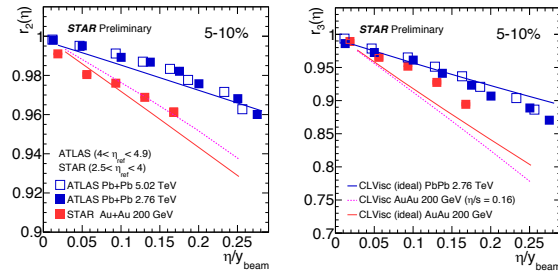 r2(η)
STAR Preliminary
5-10%
1
0.98
0.96
0.94
0.92
0.9
ATLAS (4< ηref < 4.9)
STAR (2.5< ηref < 4)
ATLAS Pb+Pb 5.02 TeV
ATLAS Pb+Pb 2.76 TeV
STAR Au+Au 200 GeV
0 0.05 0.1 0.15 0.2 0.25
η/ybeam
r3(η)
STAR Preliminary
5-10%
1
0.95
0.9
0.85
0.8
0.75
0.7
CLVisc (ideal) PbPb 2.76 TeV
CLVisc AuAu 200 GeV (η/s = 0.16)
CLVisc (ideal) AuAu 200 GeV
0 0.05 0.1 0.15 0.2 0.25
η/ybeam